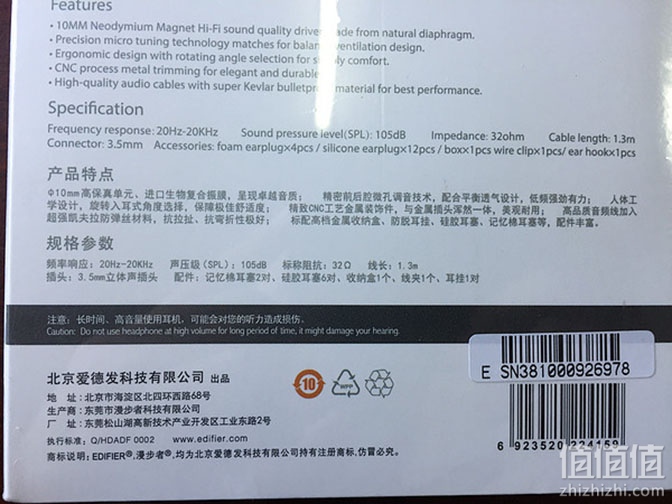 Features
• 10MM Neodymium Magnet Hi-Fi sound quality driver made from natural diaphragm.
• Precision micro tuning technology matches for balance ventilation design.
• Ergonomic design with rotating angle selection for supply comfort.
• CNC process metal trimming for elegant and durable
• High-quality audio cables with super Kevlar bulletproof material for best performance.
Specification
Frequency response: 20Hz-20KHz Sound pressure level(SPL): 105dB Impedance: 32ohm Cable length: 1.3m
Connector: 3.5mm Accessories: foam earplug×4pcs / silicone earplug×12pcs / box×1pcs wire clip×1pcs/ ear hook×1pcs
产品特点
Φ10mm高保真单元、进口生物复合振膜，呈现卓越音质； 精密前后腔微孔调音技术，配合平衡透气设计，低频强劲有力； 人体工
学设计，旋转入耳式角度选择，保障极佳舒适度； 精致CNC工艺金属装饰件，与金属插头浑然一体，美观耐用； 高品质音频线加入
超强凯夫拉防弹丝材料，抗拉扯、抗弯折性极好； 标配高档金属收纳盒、防脱耳挂、硅胶耳塞、记忆棉耳塞等，配件丰富。
规格参数
频率响应：20Hz-20KHz 声压级（SPL）：105dB 标称阻抗：32Ω 线长：1.3m
插头：3.5mm立体声插头 配件：记忆棉耳塞2对、硅胶耳塞6对、收纳盒1个、线夹1个、耳挂1对
注意：长时间、高音量使用耳机，可能会对您的听力造成伤害。
Caution: Do not use headphone at high volume for long period of time, it might damage your hearing.
北京爱德发科技有限公司 出品
地 址：北京市海淀区北四环西路68号
生产商：东莞市漫步者科技有限公司
厂 址：东莞松山湖高新技术产业开发区工业东路2号
执行标准：Q/HDADF 0002 www.edifier.com
商标说明：EDIFIER®,漫步者®,均为北京爱德发科技有限公司持有注册商标,仿冒必究。
10
WPP
E SN381000926978
6 923520 224159
值值值
zhizhizhi.com